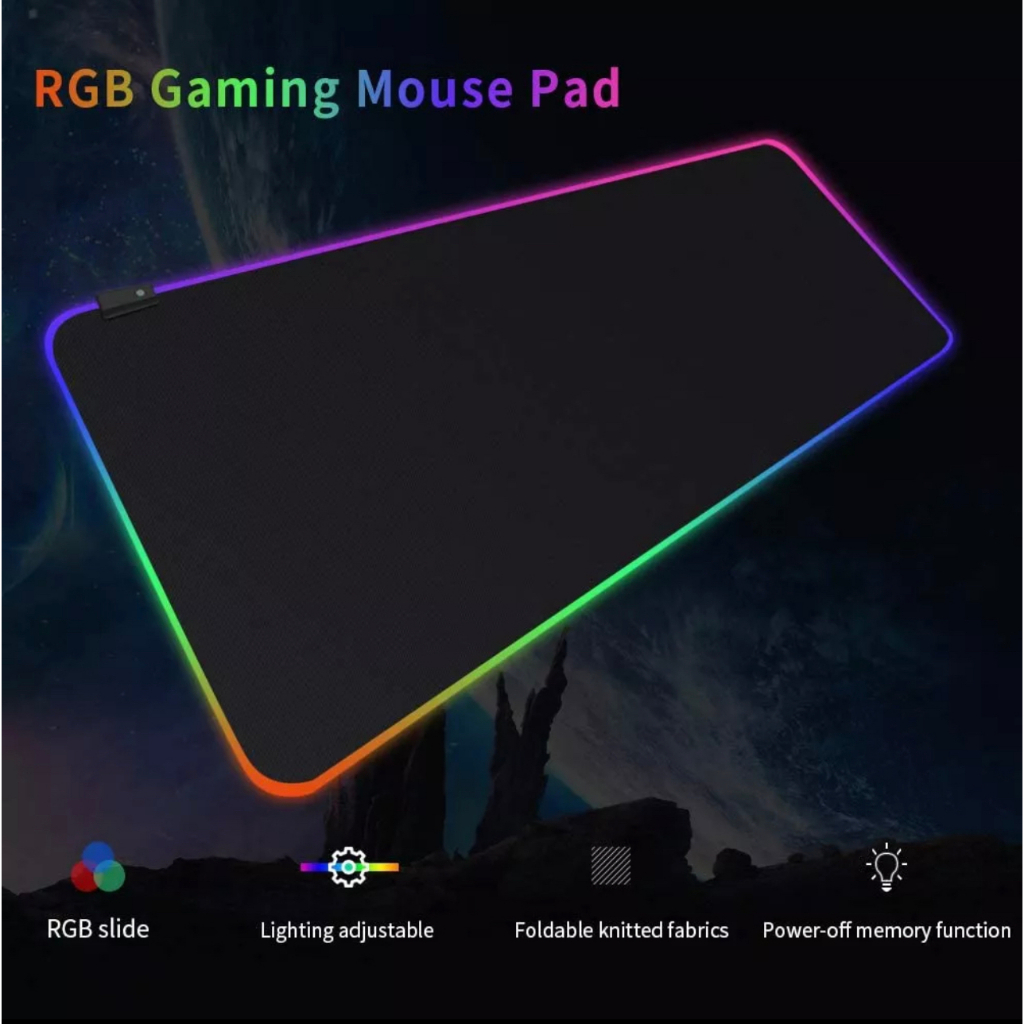 RGB Gaming Mouse Pad
RGB slide
Lighting adjustable
Foldable knitted fabrics
Power-off memory function